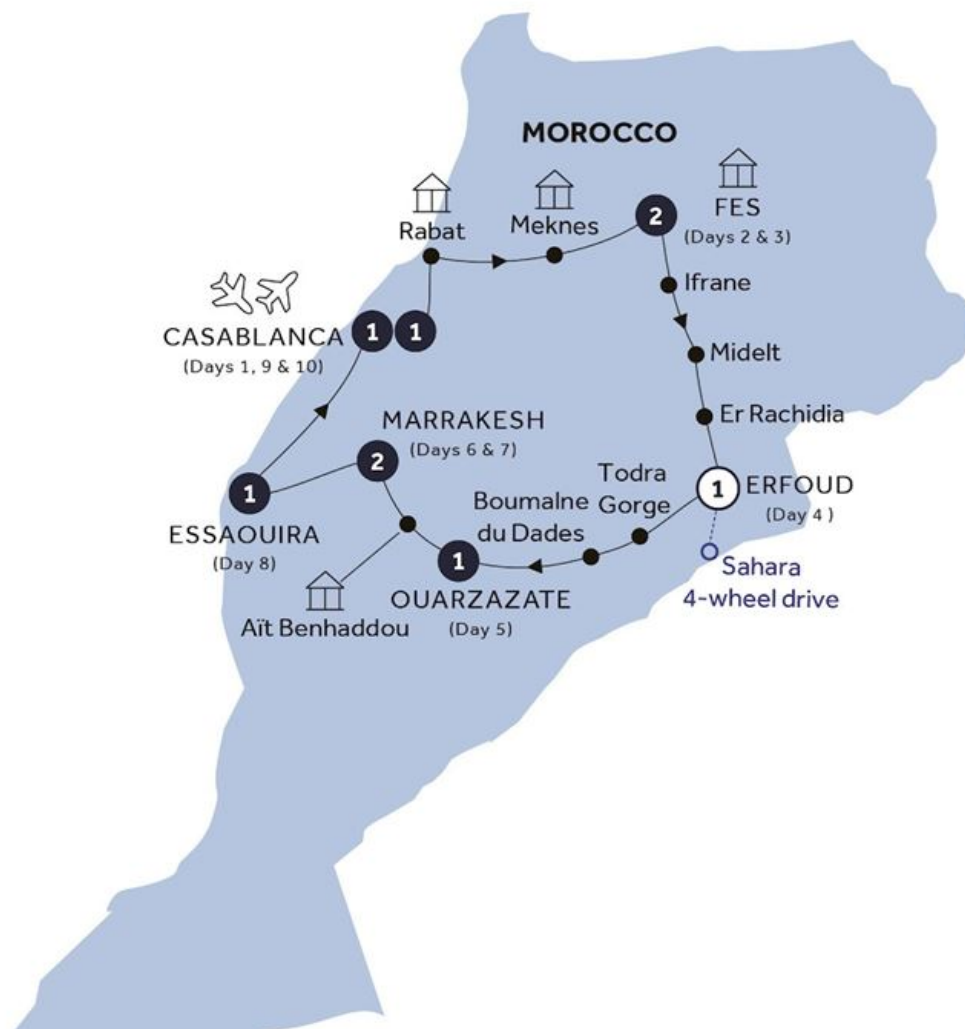 MOROCCO
Rabat
Meknes
2
FES
(Days 2 & 3)
Ifrane
Midelt
Er Rachidia
CASABLANCA
(Days 1, 9 & 10)
1
1
MARRAKESH
(Days 6 & 7)
2
1
ESSAOUIRA
(Day 8)
Aït Benhaddou
1
OUARZAZATE
(Day 5)
Boumalne
du Dades
Todra
Gorge
1
ERFOUD
(Day 4 )
Sahara
4-wheel drive